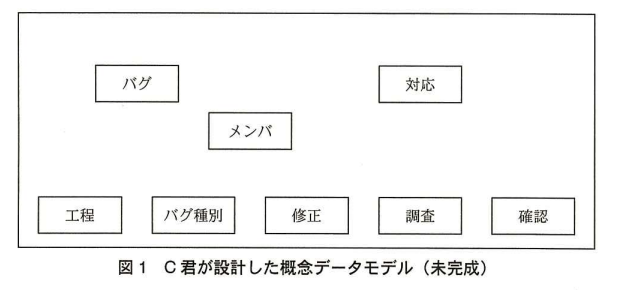 バグ
対応
メンバ
工程
バグ種別
修正
調査
確認
図1 C君が設計した概念データモデル（未完成）